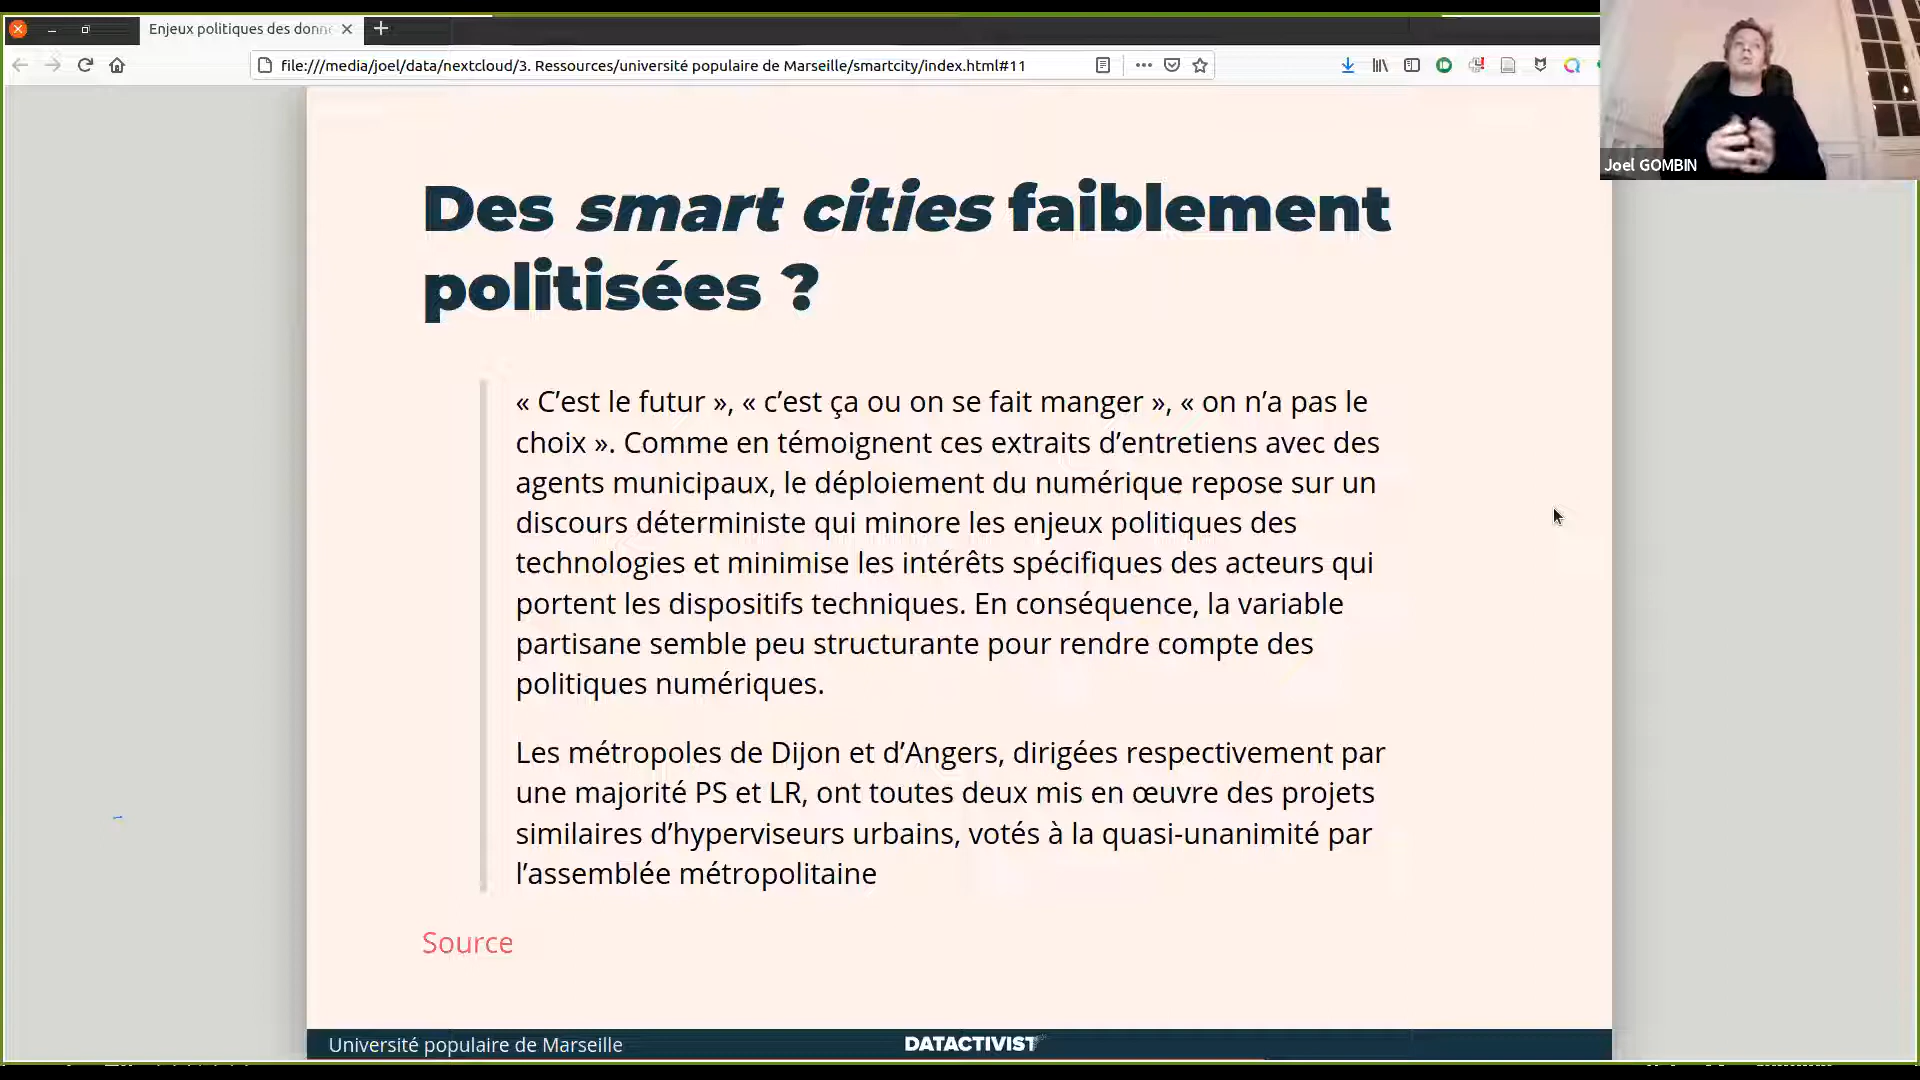 Enjeux politiques des donn
file:///media/joel/data/nextcloud/3. Ressources/université populaire de Marseille/smartcity/index.html#11
Joel GOMBIN
Des smart cities faiblement
politisées ?
« C’est le futur », « c’est ça ou on se fait manger », « on n’a pas le
choix ». Comme en témoignent ces extraits d’entretiens avec des
agents municipaux, le déploiement du numérique repose sur un
discours déterministe qui minore les enjeux politiques des
technologies et minimise les intérêts spécifiques des acteurs qui
portent les dispositifs techniques. En conséquence, la variable
partisane semble peu structurante pour rendre compte des
politiques numériques.
Les métropoles de Dijon et d’Angers, dirigées respectivement par
une majorité PS et LR, ont toutes deux mis en œuvre des projets
similaires d’hyperviseurs urbains, votés à la quasi-unanimité par
l’assemblée métropolitaine
Source
Université populaire de Marseille
DATACTIVIST